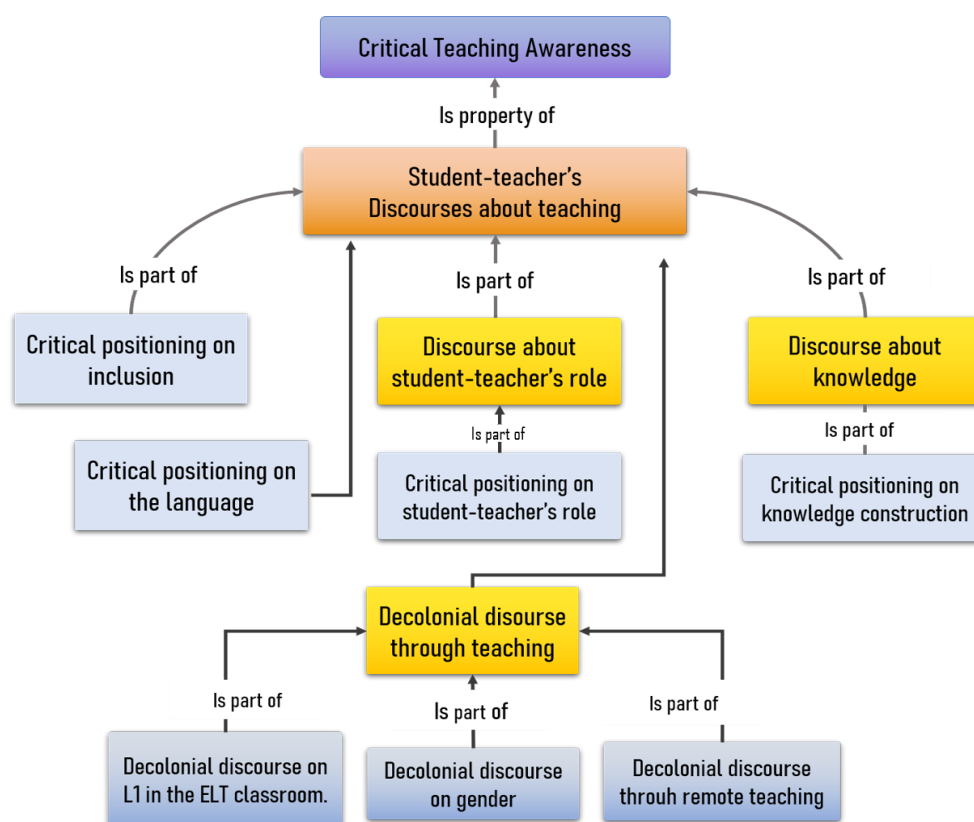 Critical Teaching Awareness
Is property of
Student-teacher's
Discourses about teaching
Is part of
Is part of
Is part of
Critical positioning on
inclusion
Discourse about
student-teacher's role
Discourse about
knowledge
Is part of
Is part of
Critical positioning on
the language
Critical positioning on
student-teacher's role
Critical positioning on
knowledge construction
Decolonial disourse
through teaching
Is part of
Is part of
Is part of
Decolonial discourse on
L1 in the ELT classroom.
Decolonial discourse
on gender
Decolonial discourse
throuh remote teaching